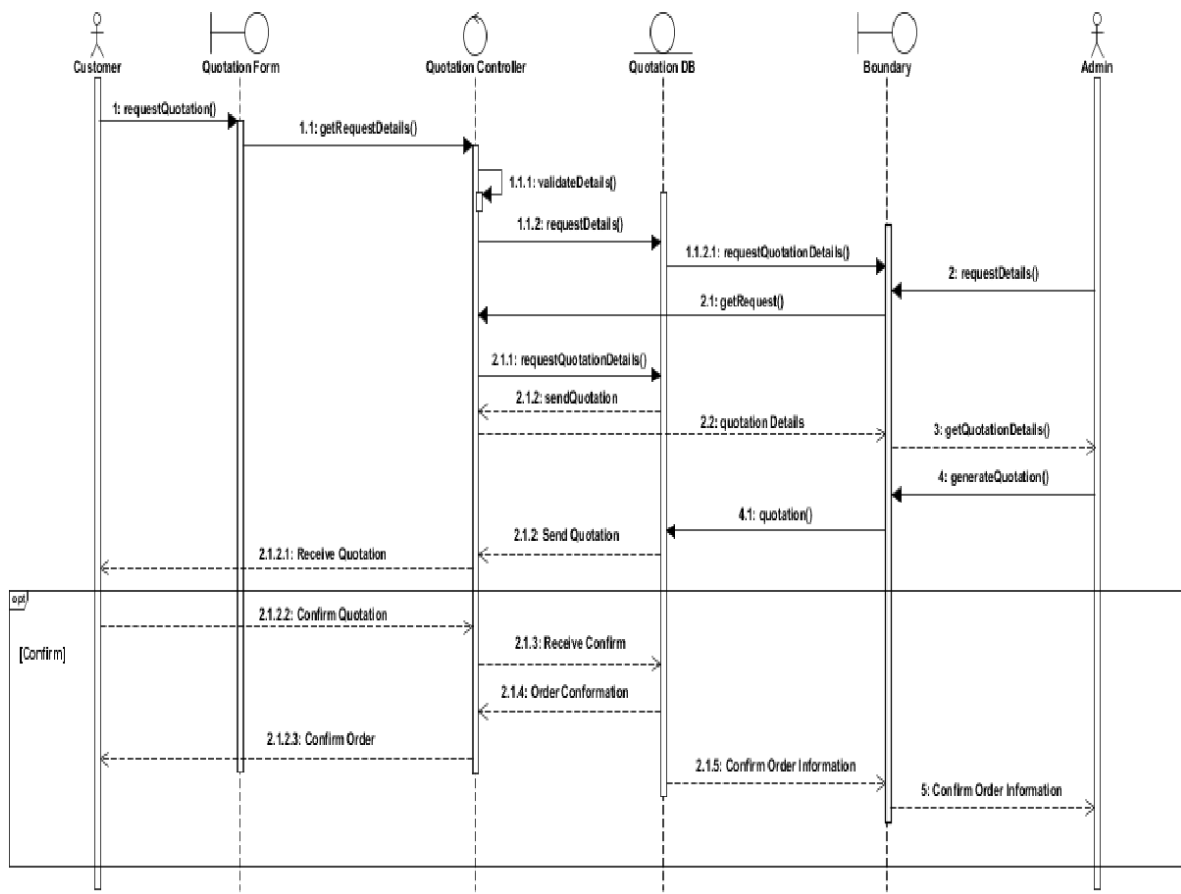 Customer
Quotation Form
Quotation Controller
Quotation DB
Boundary
Admin
1: requestQuotation()
1.1: getRequestDetails()
1.1.1: validateDetails()
1.1.2: requestDetails()
1.1.2.1: requestQuotationDetails()
2: requestDetails()
2.1: getRequest()
2.1.1: requestQuotationDetails()
2.1.2: sendQuotation
2.2: quotation Details
3: getQuotationDetails()
4: generateQuotation()
4.1: quotation()
2.1.2: Send Quotation
2.1.2.1: Receive Quotation
opt
2.1.2.2: Confirm Quotation
[Confirm]
2.1.3: Receive Confirm
2.1.4: Order Conformation
2.1.2.3: Confirm Order
2.1.5: Confirm Order Information
5: Confirm Order Information